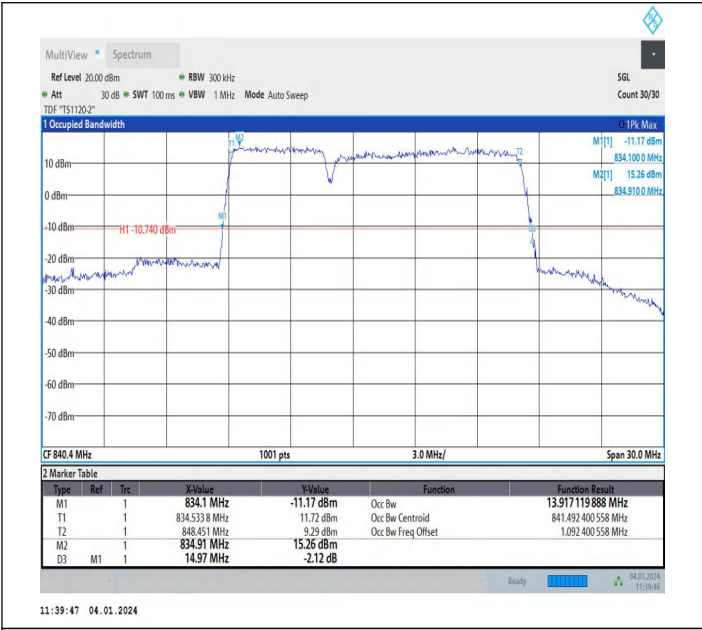 R S
MultiView Spectrum
Ref Level 20.00 dBm RBW 300 kHz SGL
Att 30 dB SWT 100 ms VBW 1 MHz Mode Auto Sweep Count 30/30
TDF "TS1120-2"
1 Occupied Bandwidth 1Pk Max
M1[1] -11.17 dBm
834.100 0 MHz
M2[1] 15.26 dBm
834.910 0 MHz
M2
T1
T2
10 dBm
0 dBm
M1
-10 dBm
H1 -10.740 dBm
D3
-20 dBm
-30 dBm
-40 dBm
-50 dBm
-60 dBm
-70 dBm
CF 840.4 MHz 1001 pts 3.0 MHz/ Span 30.0 MHz
2 Marker Table
Type Ref Trc X-Value Y-Value Function Function Result
M1 1 834.1 MHz -11.17 dBm Occ Bw 13.917 119 888 MHz
T1 1 834.533 8 MHz 11.72 dBm Occ Bw Centroid 841.492 400 558 MHz
T2 1 848.451 MHz 9.29 dBm Occ Bw Freq Offset 1.092 400 558 MHz
M2 1 834.91 MHz 15.26 dBm
D3 M1 1 14.97 MHz -2.12 dB
Ready 04.01.2024
11:39:46
11:39:47 04.01.2024